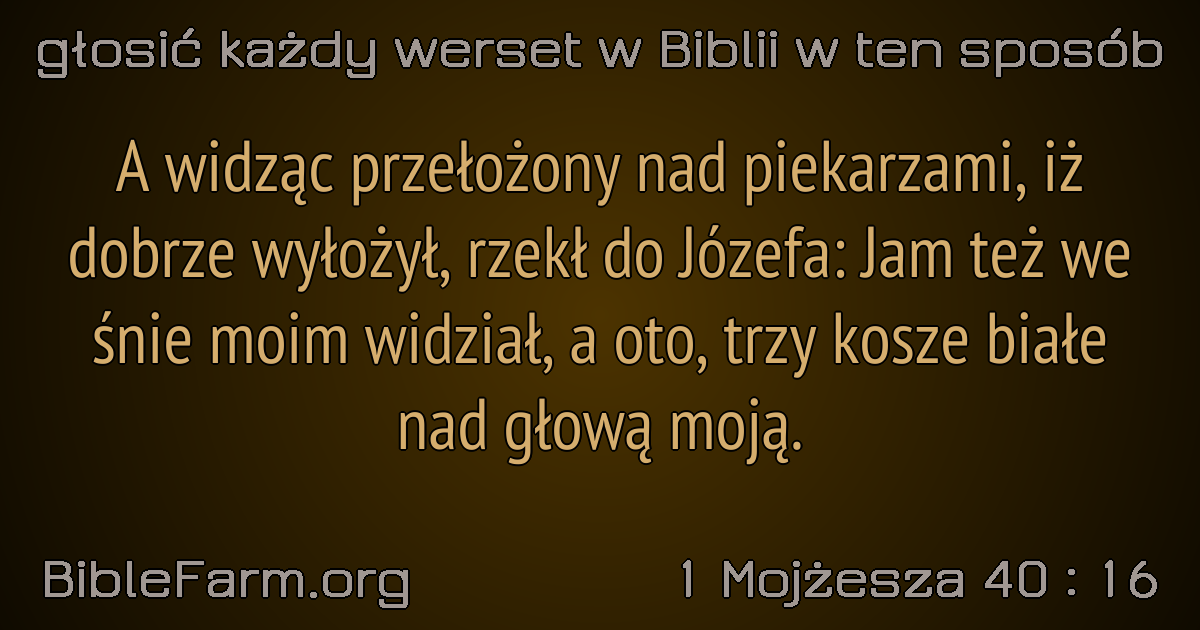 głosić każdy werset w Biblii w ten sposób
A widząc przełożony nad piekarzami, iż
dobrze wyłożył, rzekł do Józefa: Jam też we
śnie moim widział, a oto, trzy kosze białe
nad głową moją.
BibleFarm.org
1 Mojżesza 40 : 16